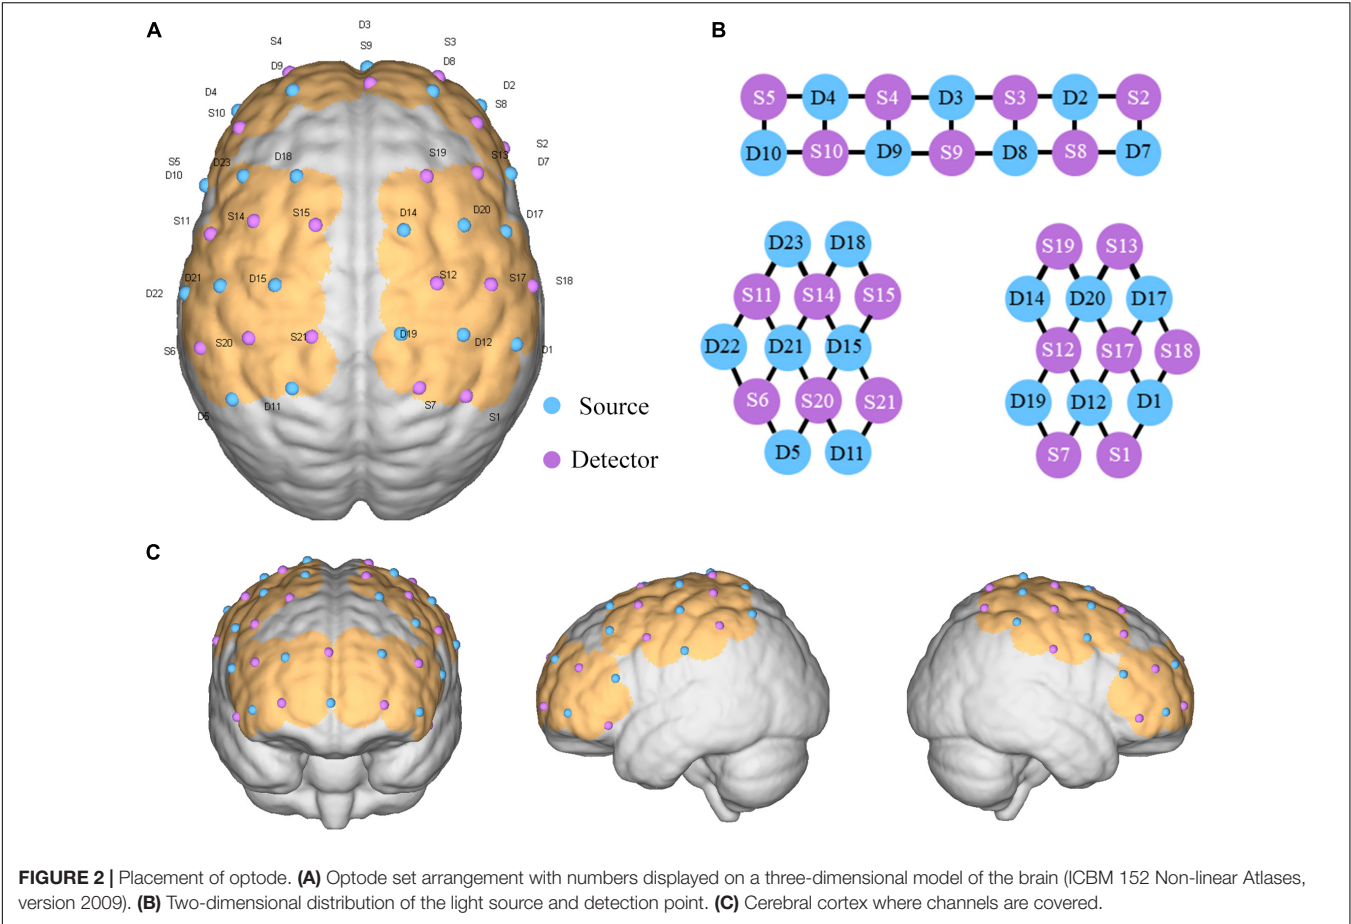 A
D3
S9
S4
D9
S3
D8
D4
S10
D2
S8
S2
D7
S5
D10
D23
D18
S19
S13
S11
S14
S15
D14
D20
D17
D22
D21
D15
S12
S17
S18
S6
S20
S21
D19
D12
D1
D5
D11
S7
S1
Source
Detector
B
S5 D4 S4 D3 S3 D2 S2
D10 S10 D9 S9 D8 S8 D7
D23 D18
S11 S14 S15
D22 D21 D15
S6 S20 S21
D5 D11
S19 S13
D14 D20 D17
S12 S17 S18
D19 D12 D1
S7 S1
C
FIGURE 2 | Placement of optode. (A) Optode set arrangement with numbers displayed on a three-dimensional model of the brain (ICBM 152 Non-linear Atlases,
version 2009). (B) Two-dimensional distribution of the light source and detection point. (C) Cerebral cortex where channels are covered.